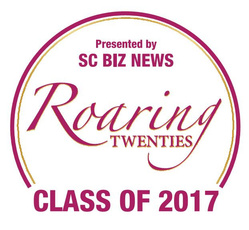 Presented by
SC BIZ NEWS
Roaring
TWENTIES
CLASS OF 2017